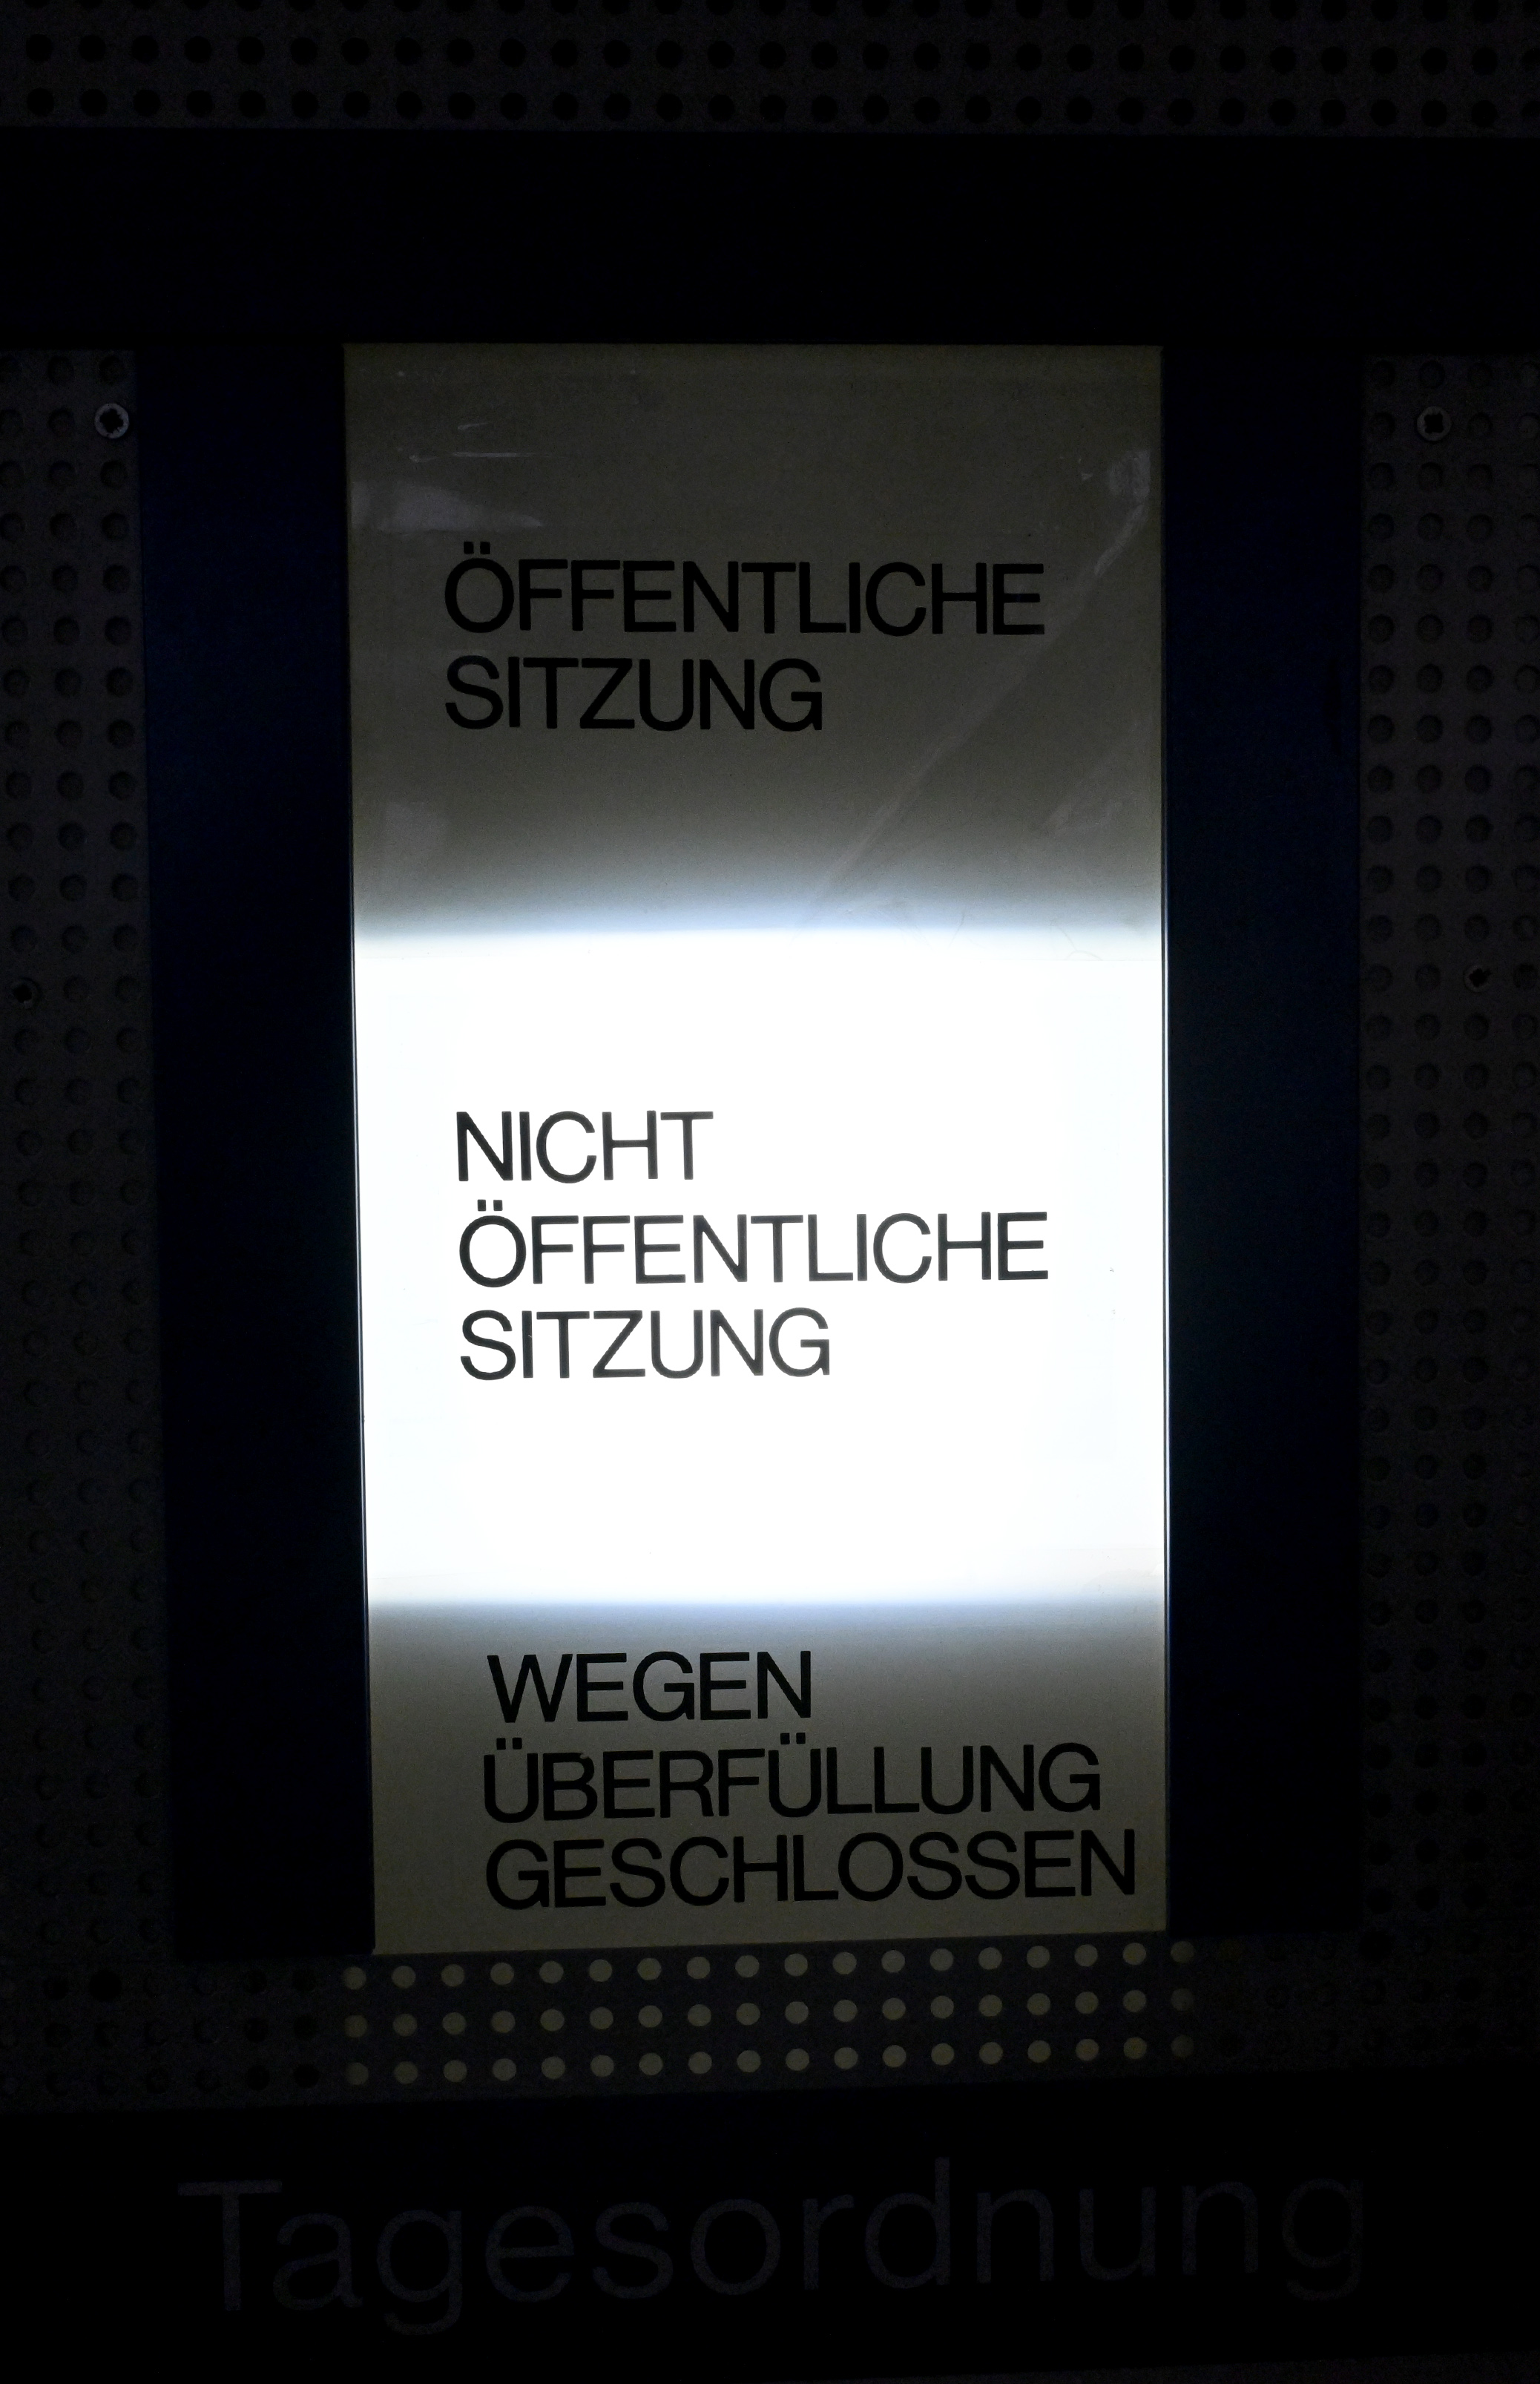 ÖFFENTLICHE
SITZUNG
NICHT
ÖFFENTLICHE
SITZUNG
WEGEN
ÜBERFÜLLUNG
GESCHLOSSEN
Tagesordnung